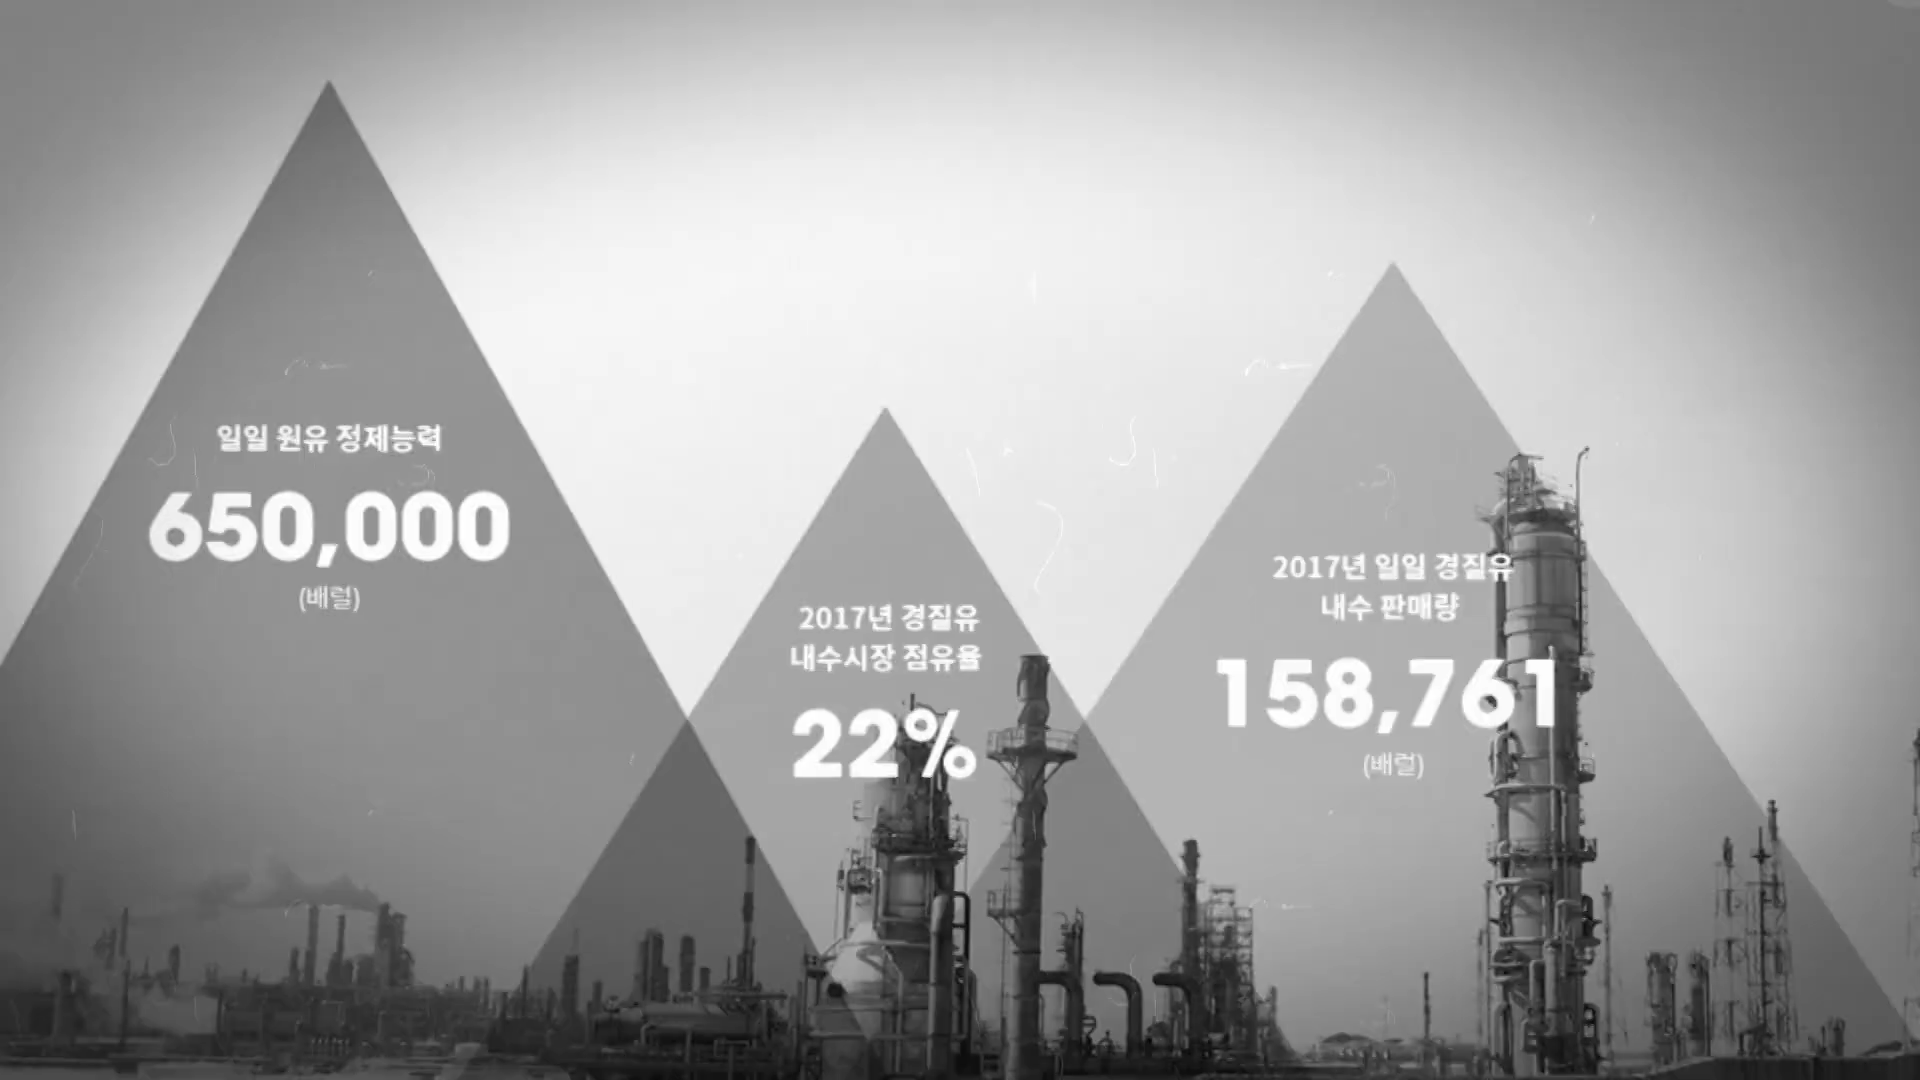 일일 원유 정제능력
650,000
(배럴)
2017년 경질유
내수시장 점유율
22%
2017년 일일 경질유
내수 판매량
158,761
(배럴)